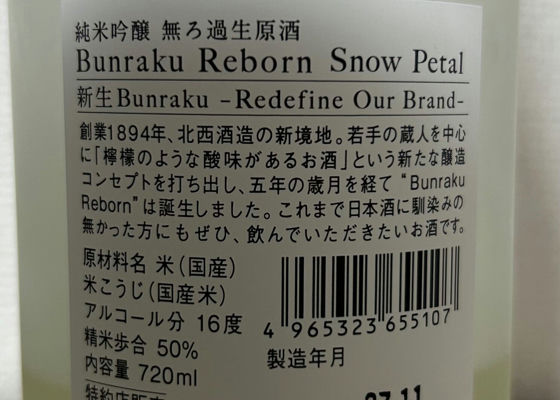 純米吟醸 無ろ過生原酒
Bunraku Reborn Snow Petal
新生Bunraku -Redefine Our Brand-
創業1894年、北西酒造の新境地。若手の蔵人を中心
に「檸檬のような酸味があるお酒」という新たな醸造
コンセプトを打ち出し、五年の歳月を経て “Bunraku
Reborn”は誕生しました。これまで日本酒に馴染みの
無かった方にもぜひ、飲んでいただきたいお酒です。
原材料名 米（国産）
米こうじ（国産米）
アルコール分 16度
精米歩合 50%
内容量 720ml
特約店販売
4 965323 655107
製造年月